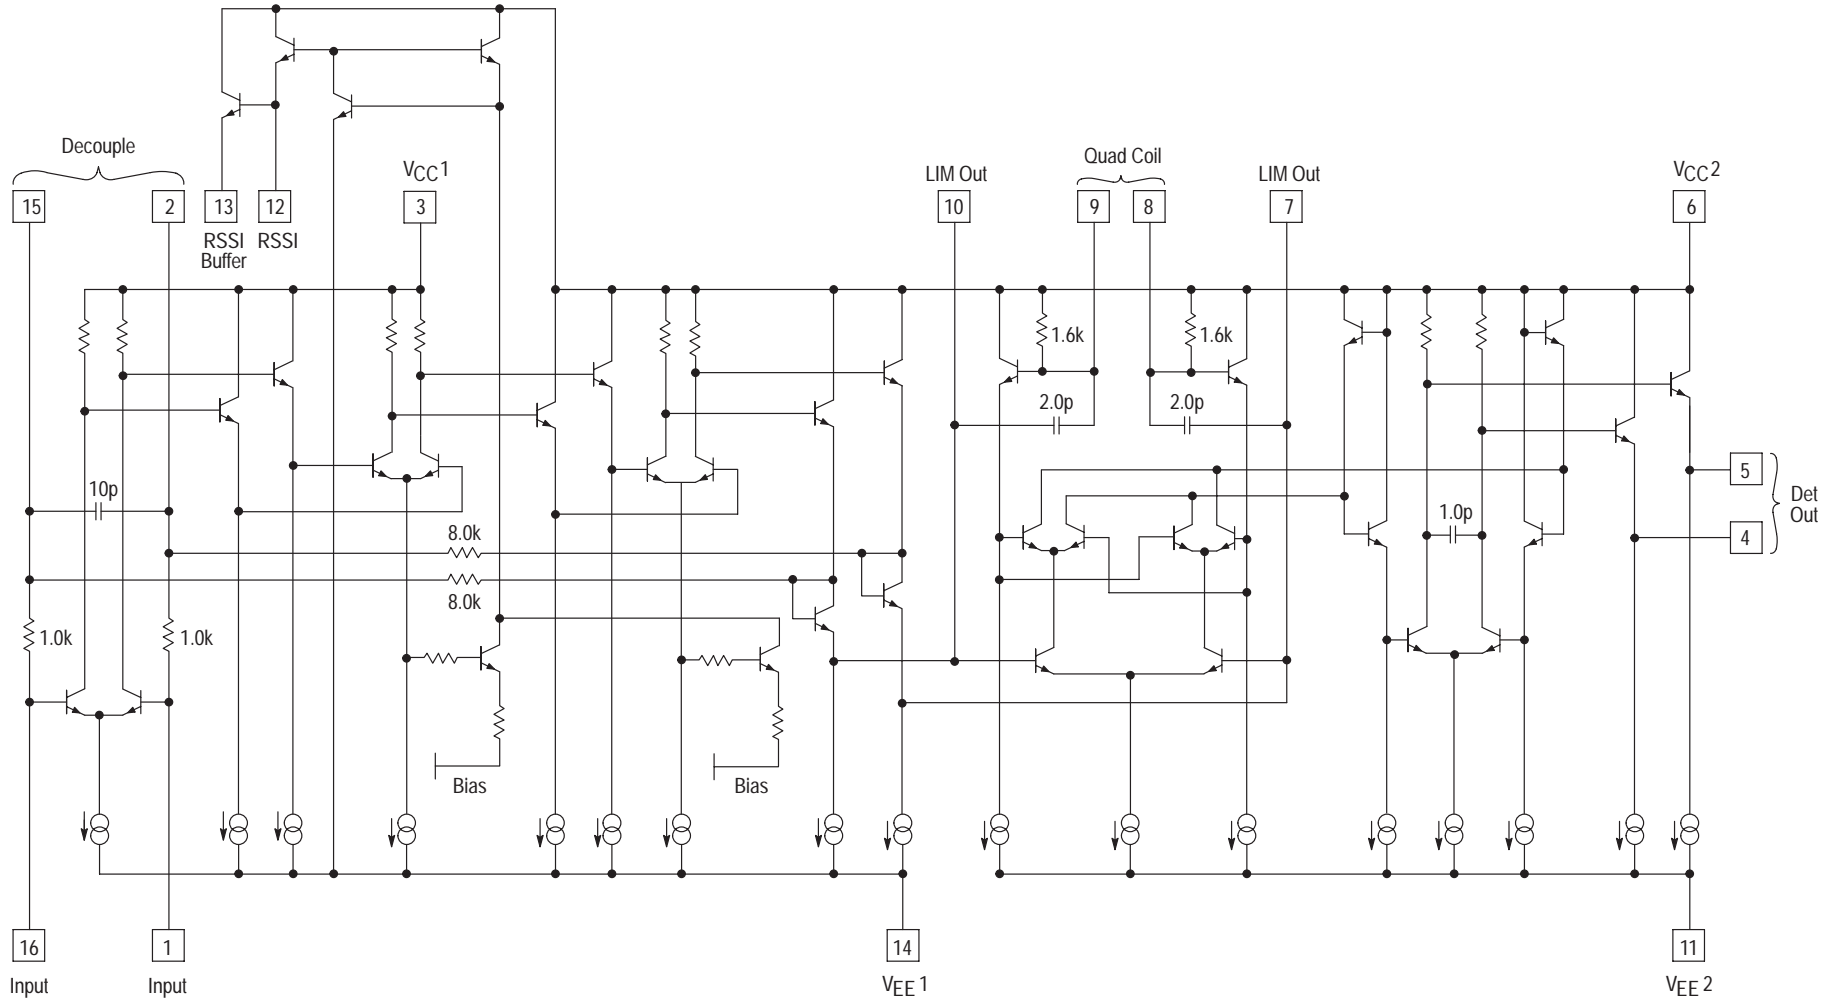 Decouple
VCC1
LIM Out
Quad Coil
LIM Out
VCC2
15
2
13
12
3
10
9
8
7
6
RSSI
Buffer
RSSI
1.6k
1.6k
2.0p
2.0p
10p
8.0k
8.0k
1.0p
5
4
Det
Out
1.0k
1.0k
Bias
Bias
16
1
14
11
Input
Input
VEE1
VEE2